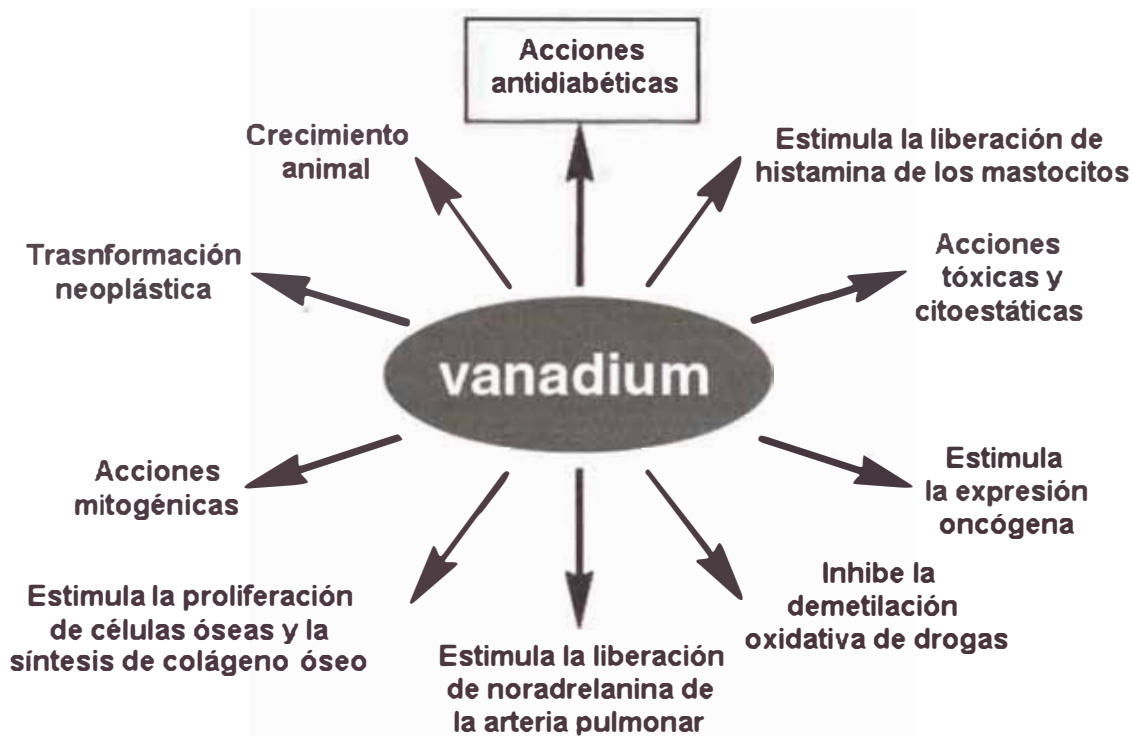 Acciones
antidiabéticas
Crecimiento
animal
Estimula la liberación de
histamina de los mastocitos
Trasnformación
neoplástica
Acciones
tóxicas y
citoestáticas
vanadium
Acciones
mitogénicas
Estimula
la expresión
oncógena
Estimula la proliferación
de células óseas y la
síntesis de colágeno óseo
Inhibe la
demetilación
oxidativa de drogas
Estimula la liberación
de noradrelanina de
la arteria pulmonar